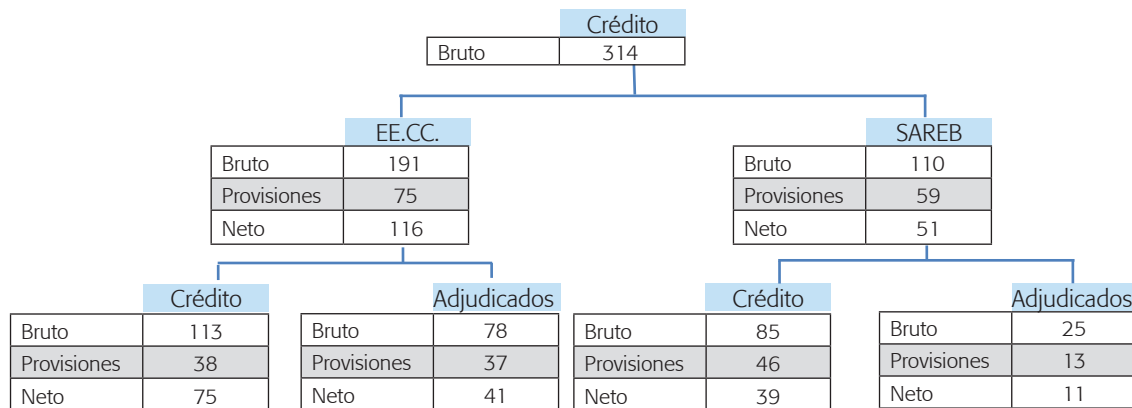 Crédito
Bruto 314
EE.CC.
Bruto 191
Provisiones 75
Neto 116
SAREB
Bruto 110
Provisiones 59
Neto 51
Crédito
Bruto 113
Provisiones 38
Neto 75
Adjudicados
Bruto 78
Provisiones 37
Neto 41
Crédito
Bruto 85
Provisiones 46
Neto 39
Adjudicados
Bruto 25
Provisiones 13
Neto 11